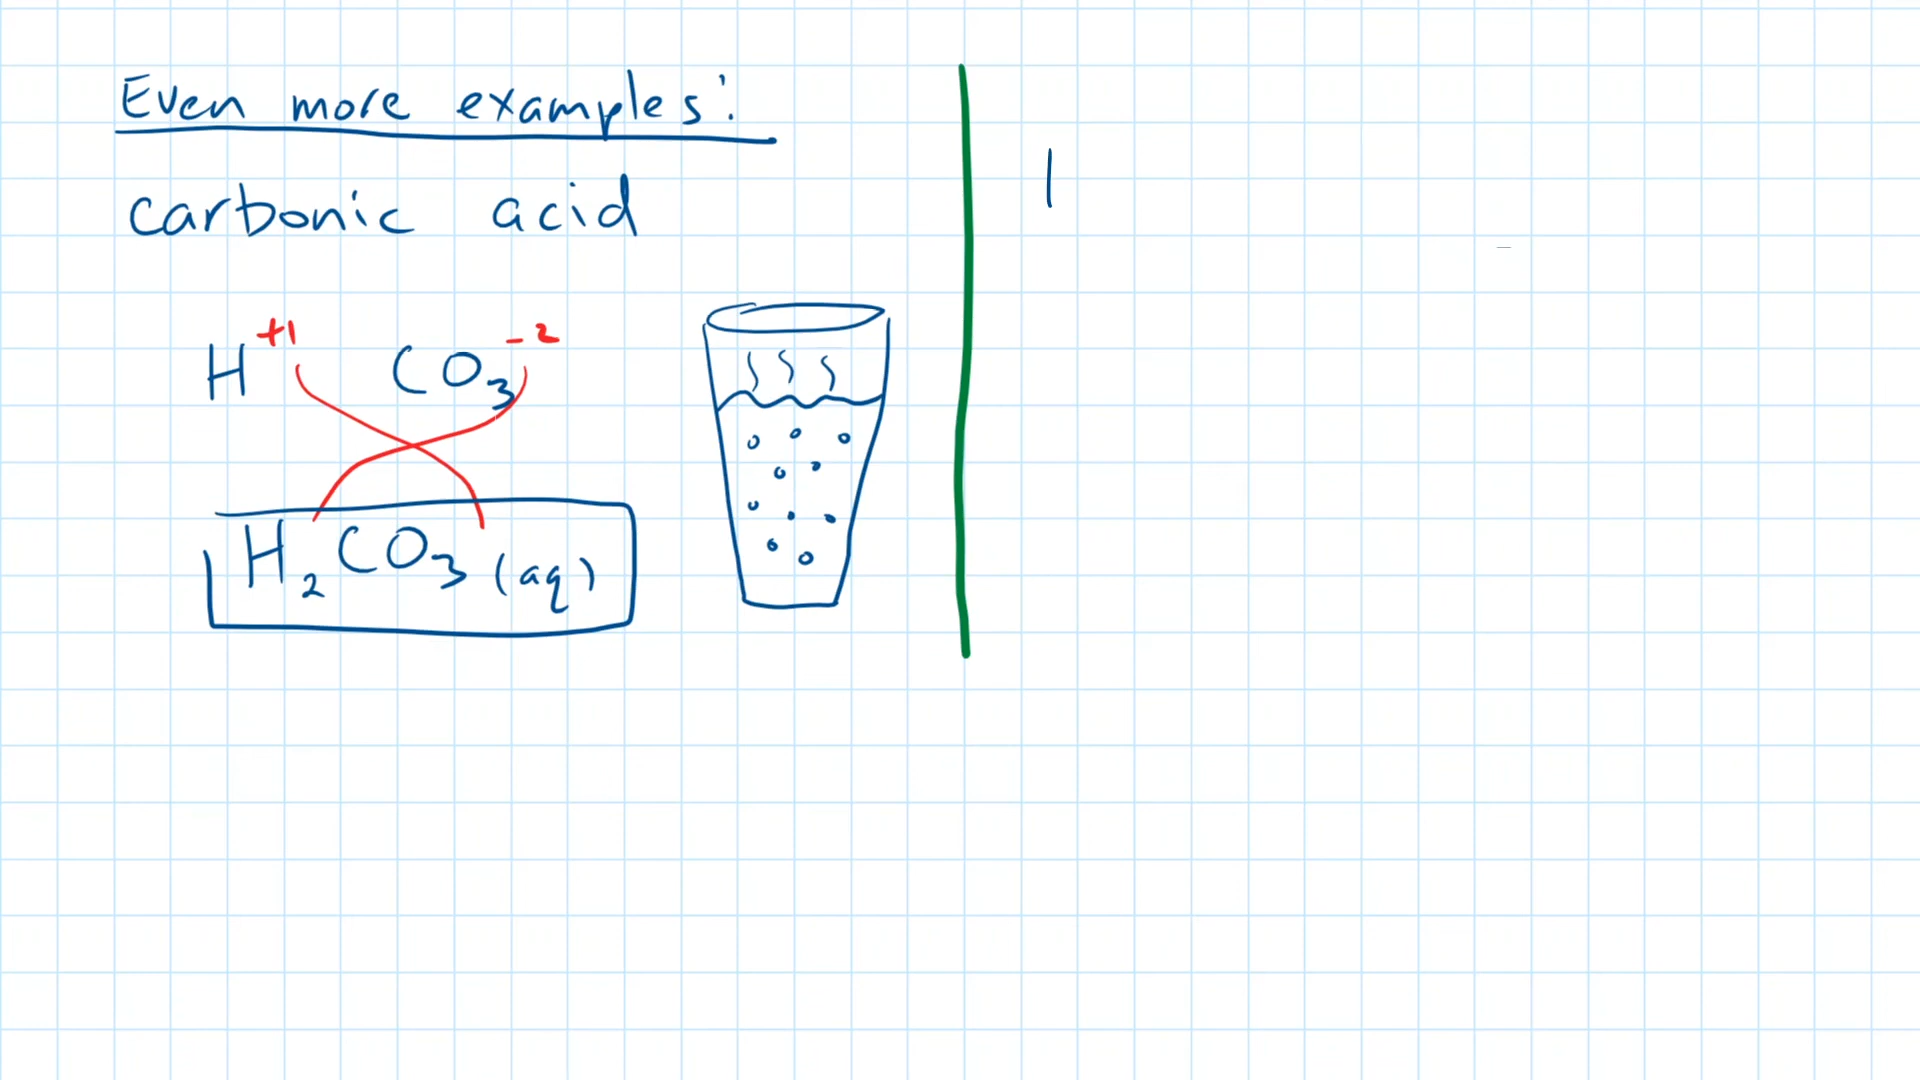 Even more examples:
carbonic acid
H⁺¹ CO₃⁻²
H₂CO₃(aq)